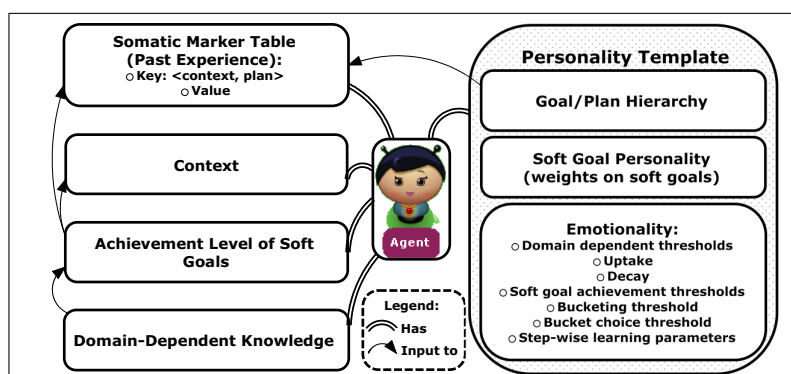 Somatic Marker Table
(Past Experience):
○ Key: <context, plan>
○ Value
Context
Achievement Level of Soft
Goals
Domain-Dependent Knowledge
Agent
Legend:
Has
Input to
Personality Template
Goal/Plan Hierarchy
Soft Goal Personality
(weights on soft goals)
Emotionality:
○ Domain dependent thresholds
○ Uptake
○ Decay
○ Soft goal achievement thresholds
○ Bucketing threshold
○ Bucket choice threshold
○ Step-wise learning parameters